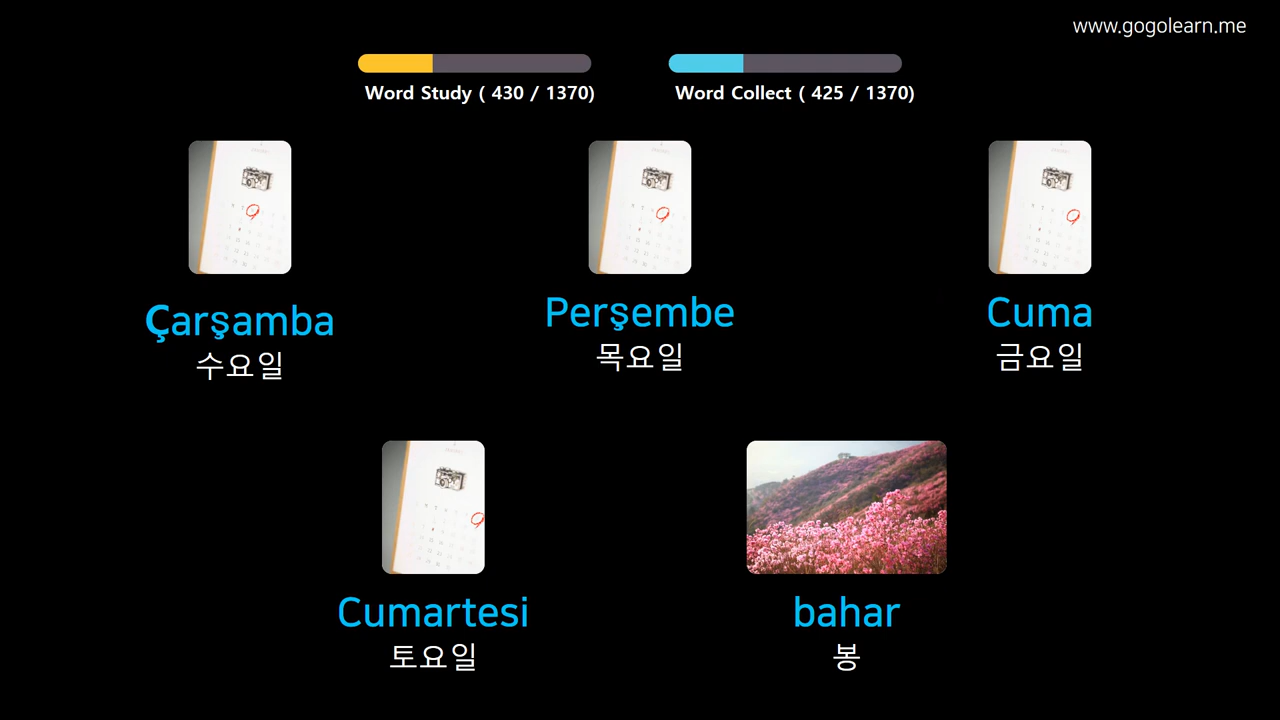 www.gogolearn.me
Word Study ( 430 / 1370)
Word Collect ( 425 / 1370)
Çarşamba
수요일
Perşembe
목요일
Cuma
금요일
Cumartesi
토요일
bahar
봉